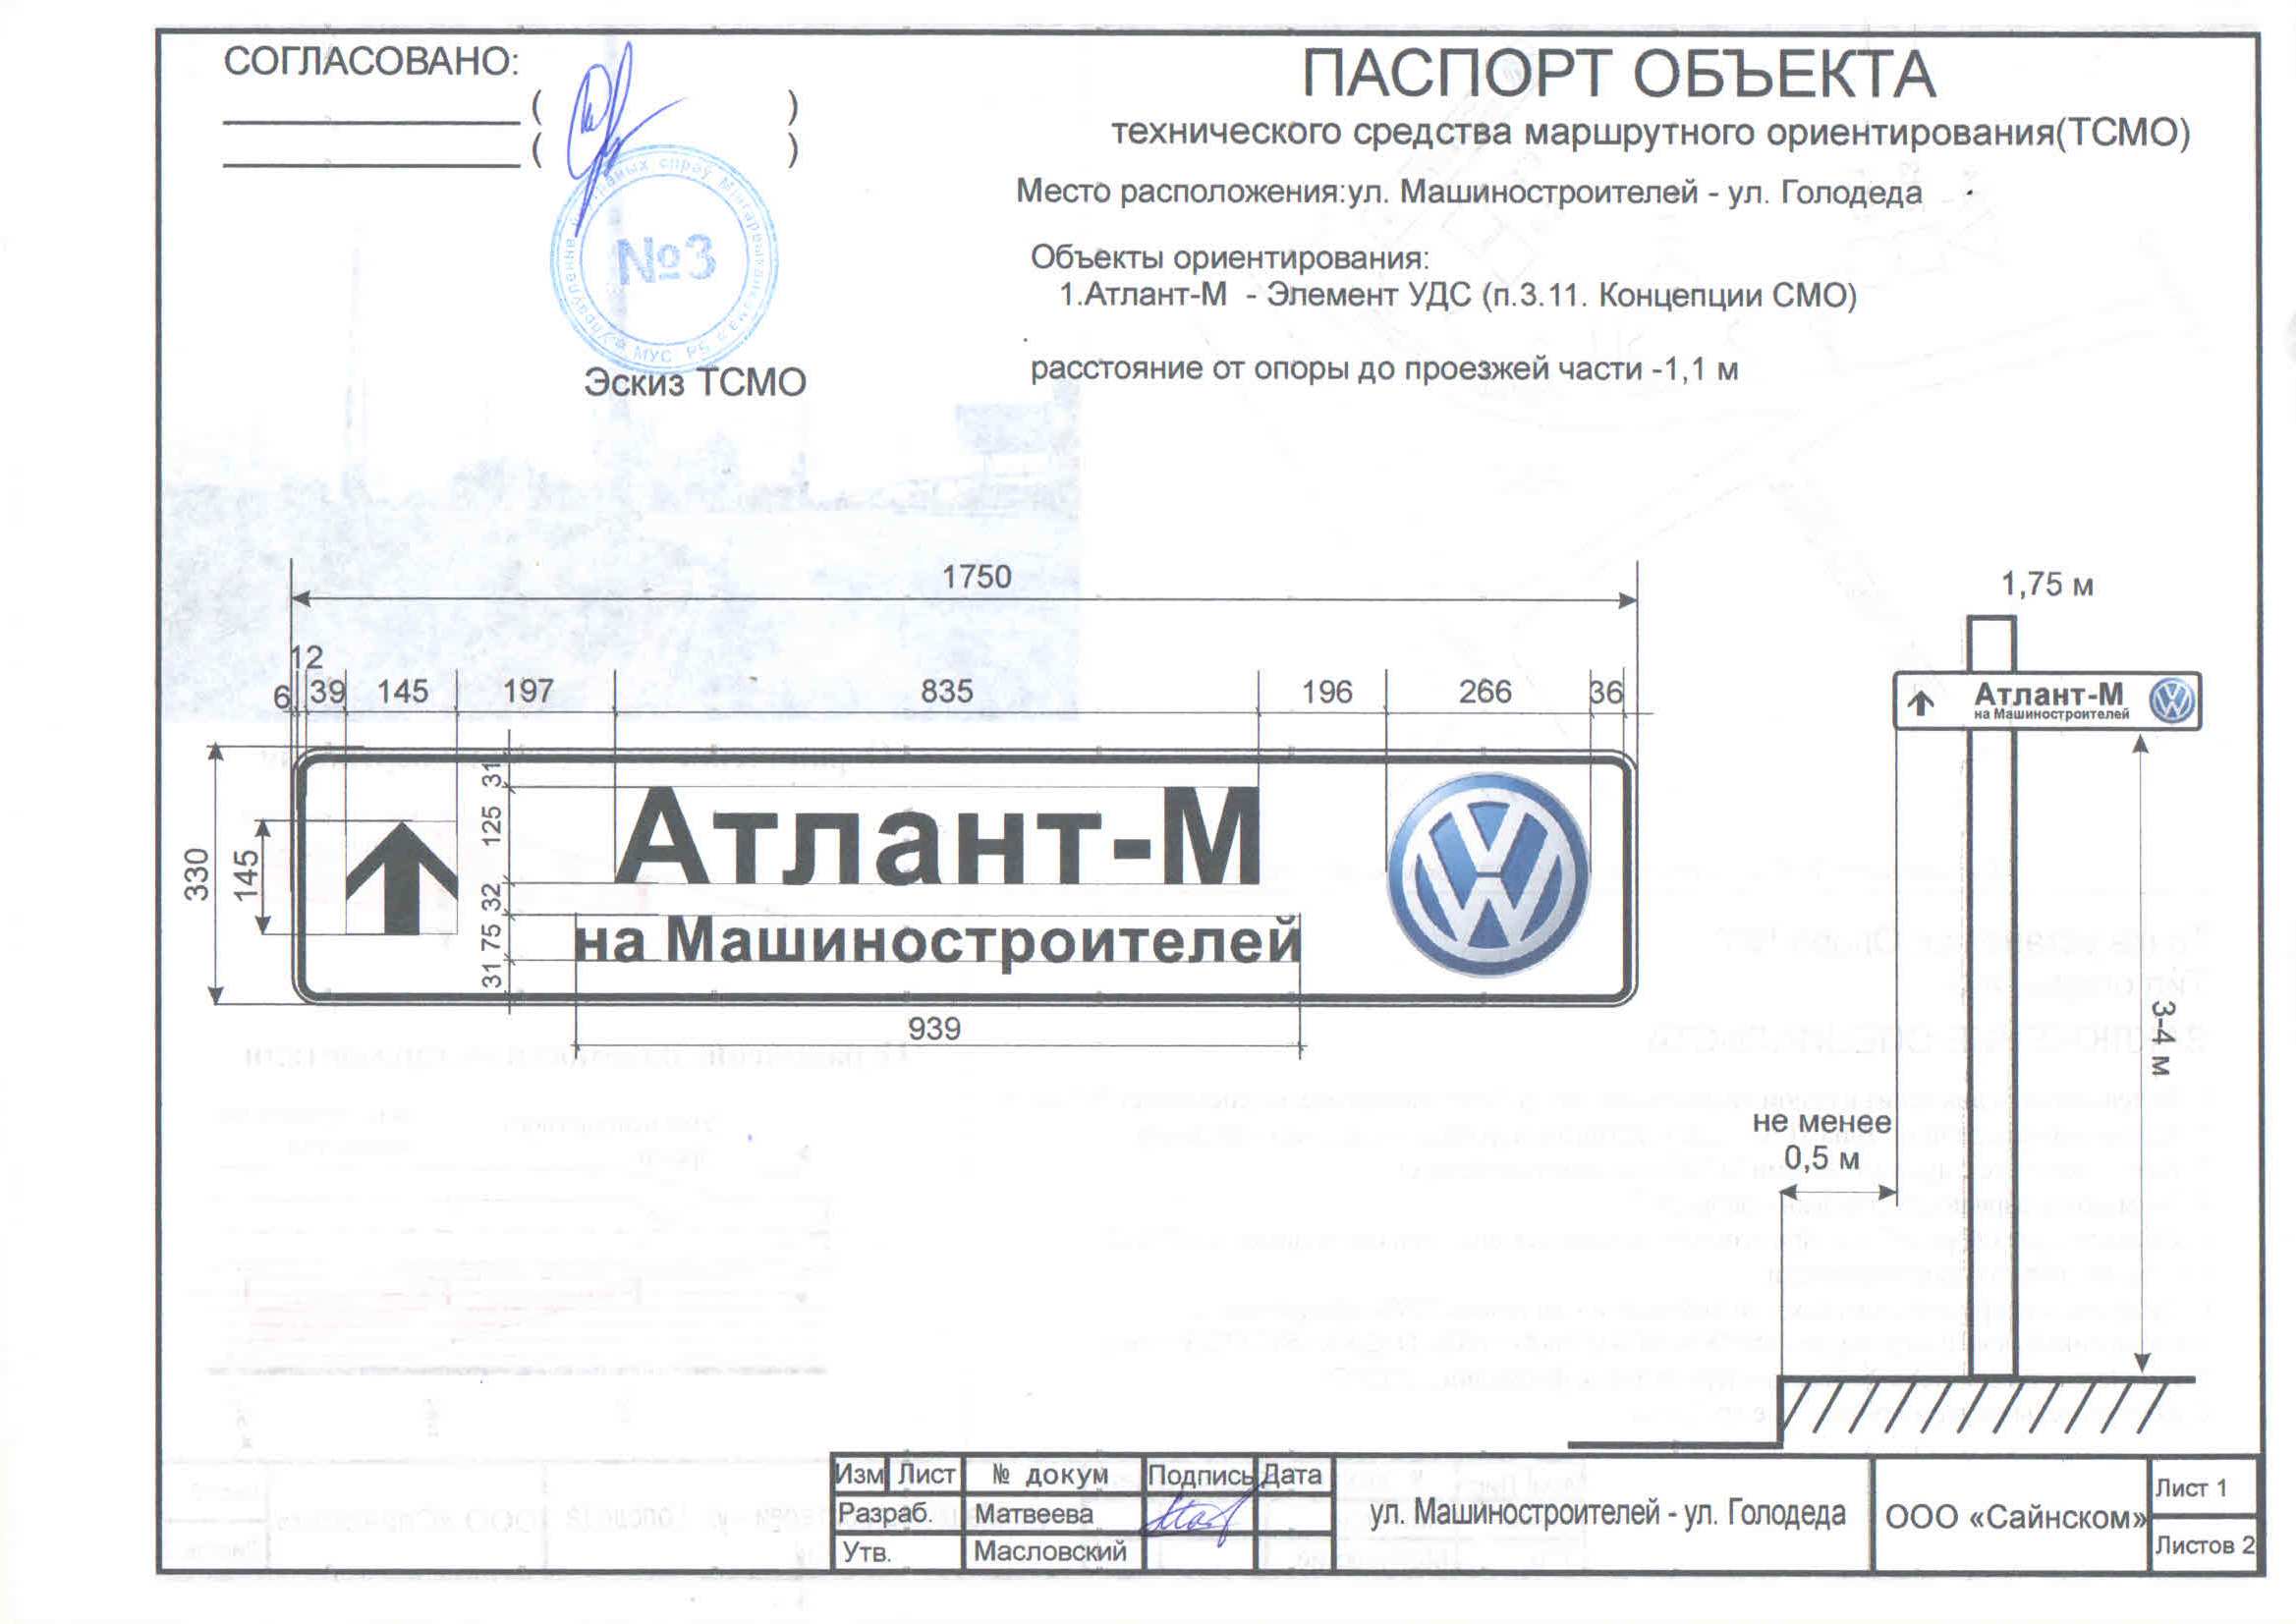 СОГЛАСОВАНО:
( )
( )
№3
Эскиз ТСМО
ПАСПОРТ ОБЪЕКТА
технического средства маршрутного ориентирования(ТСМО)
Место расположения:ул. Машиностроителей - ул. Голодеда
Объекты ориентирования:
1.Атлант-М - Элемент УДС (п.3.11. Концепции СМО)
расстояние от опоры до проезжей части -1,1 м
1750
12
6 39 145 197 835 196 266 36
330
145
31
125
32
75
31
Атлант-М
на Машиностроителей
939
1,75 м
Атлант-М
на Машиностроителей
3-4 м
не менее
0,5 м
Изм Лист № докум Подпись Дата
Разраб. Матвеева
Утв. Масловский
ул. Машиностроителей - ул. Голодеда
ООО «Сайнском»
Лист 1
Листов 2